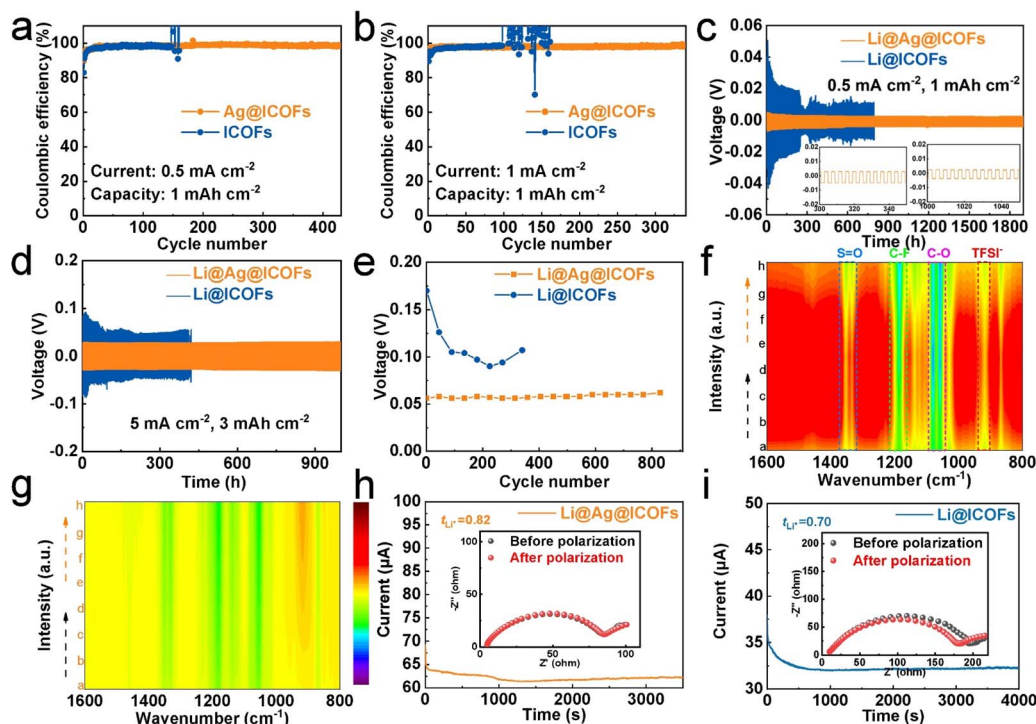 a
Coulombic efficiency (%)
100
80
60
40
20
0
Ag@ICOFs
ICOFs
Current: 0.5 mA cm-2
Capacity: 1 mAh cm-2
0 100 200 300 400
Cycle number
b
Coulombic efficiency (%)
100
80
60
40
20
0
Ag@ICOFs
ICOFs
Current: 1 mA cm-2
Capacity: 1 mAh cm-2
0 50 100 150 200 250 300
Cycle number
c
Voltage (V)
0.06
0.04
0.02
0.00
-0.02
-0.04
-0.06
Li@Ag@ICOFs
Li@ICOFs
0.5 mA cm-2, 1 mAh cm-2
0.02
0.01
0.00
-0.01
-0.02
300 320 340
0.02
0.01
0.00
-0.01
-0.02
1000 1020 1040
0 300 600 900 1200 1500 1800
Time (h)
d
Voltage (V)
0.2
0.1
0.0
-0.1
-0.2
Li@Ag@ICOFs
Li@ICOFs
5 mA cm-2, 3 mAh cm-2
0 300 600 900
Time (h)
e
Voltage (V)
0.20
0.15
0.10
0.05
0.00
Li@Ag@ICOFs
Li@ICOFs
0 200 400 600 800
Cycle number
f
S=O C-F C-O TFSI-
Intensity (a.u.)
h
g
f
e
d
c
b
a
1600 1400 1200 1000 800
Wavenumber (cm-1)
g
Intensity (a.u.)
h
g
f
e
d
c
b
a
1600 1400 1200 1000 800
Wavenumber (cm-1)
h
Current (μA)
100
95
90
85
80
75
70
65
60
tLi+=0.82
Li@Ag@ICOFs
Before polarization
After polarization
-Z'' (ohm)
100
50
0
0 50 100
Z' (ohm)
0 1000 2000 3000
Time (s)
i
Current (μA)
50
45
40
35
30
tLi+=0.70
Li@ICOFs
Before polarization
After polarization
-Z'' (ohm)
200
150
100
50
0
0 50 100 150 200
Z' (ohm)
0 1000 2000 3000 4000
Time (s)